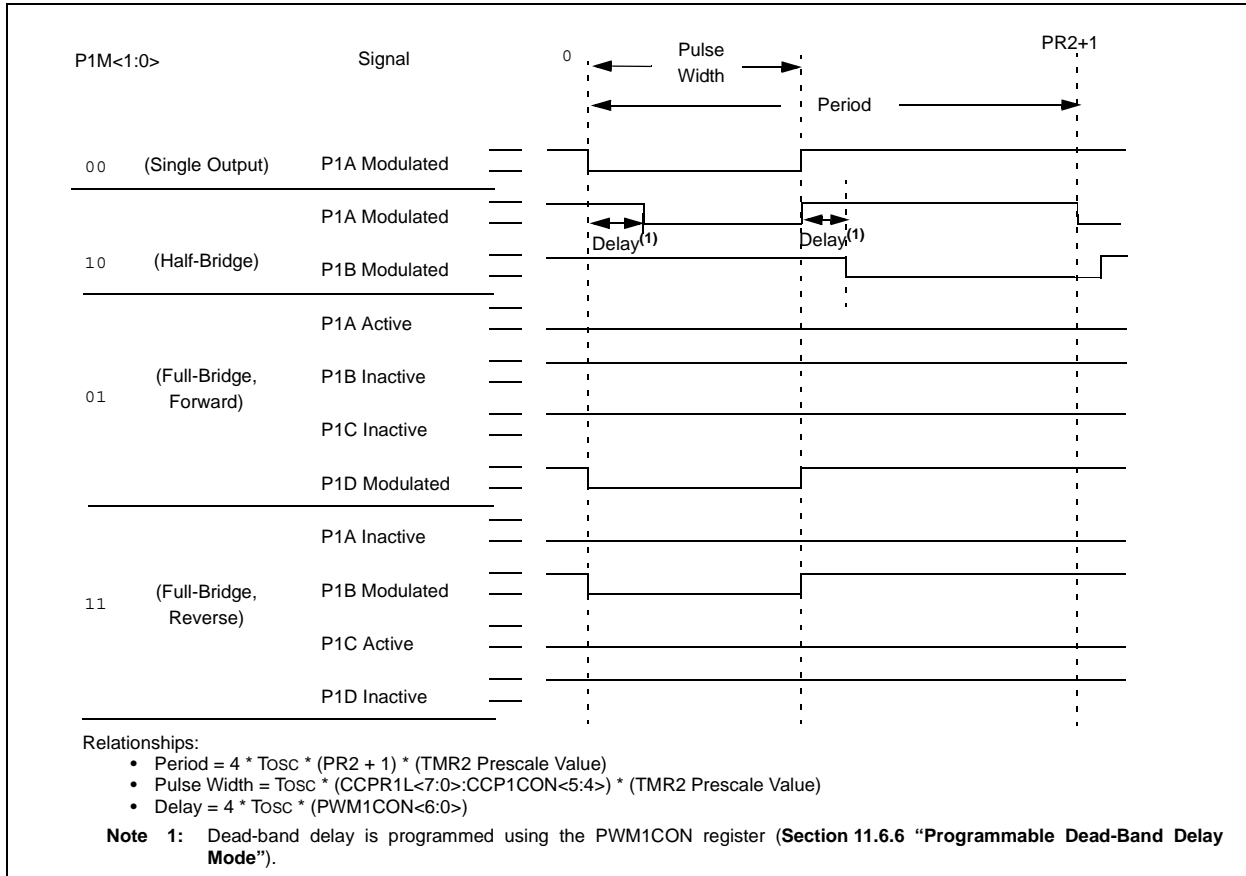 P1M<1:0> Signal 0 Pulse Width PR2+1
Period
00 (Single Output) P1A Modulated
P1A Modulated
Delay(1) Delay(1)
10 (Half-Bridge)
P1B Modulated
P1A Active
(Full-Bridge, Forward) P1B Inactive
01
P1C Inactive
P1D Modulated
P1A Inactive
11 (Full-Bridge, Reverse) P1B Modulated
P1C Active
P1D Inactive
Relationships:
• Period = 4 * TOSC * (PR2 + 1) * (TMR2 Prescale Value)
• Pulse Width = TOSC * (CCPR1L<7:0>:CCP1CON<5:4>) * (TMR2 Prescale Value)
• Delay = 4 * TOSC * (PWM1CON<6:0>)
Note 1: Dead-band delay is programmed using the PWM1CON register (Section 11.6.6 “Programmable Dead-Band Delay
Mode”).